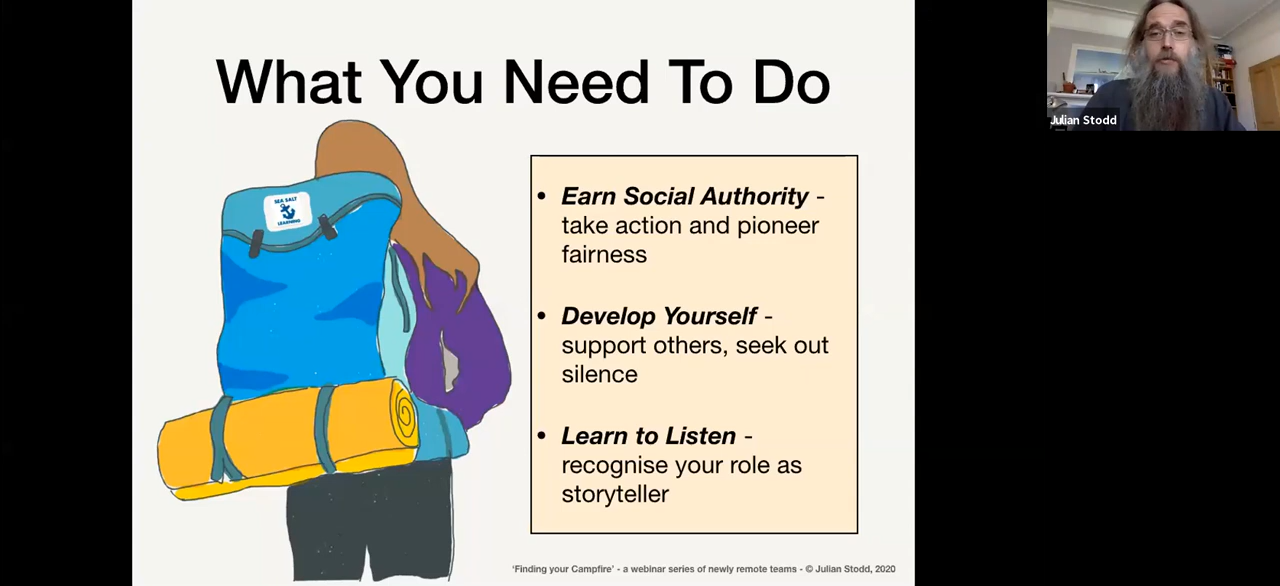 What You Need To Do
Julian Stodd
SEA SALT
LEARNING
• Earn Social Authority -
take action and pioneer
fairness
• Develop Yourself -
support others, seek out
silence
• Learn to Listen -
recognise your role as
storyteller
‘Finding your Campfire’ - a webinar series of newly remote teams - © Julian Stodd, 2020